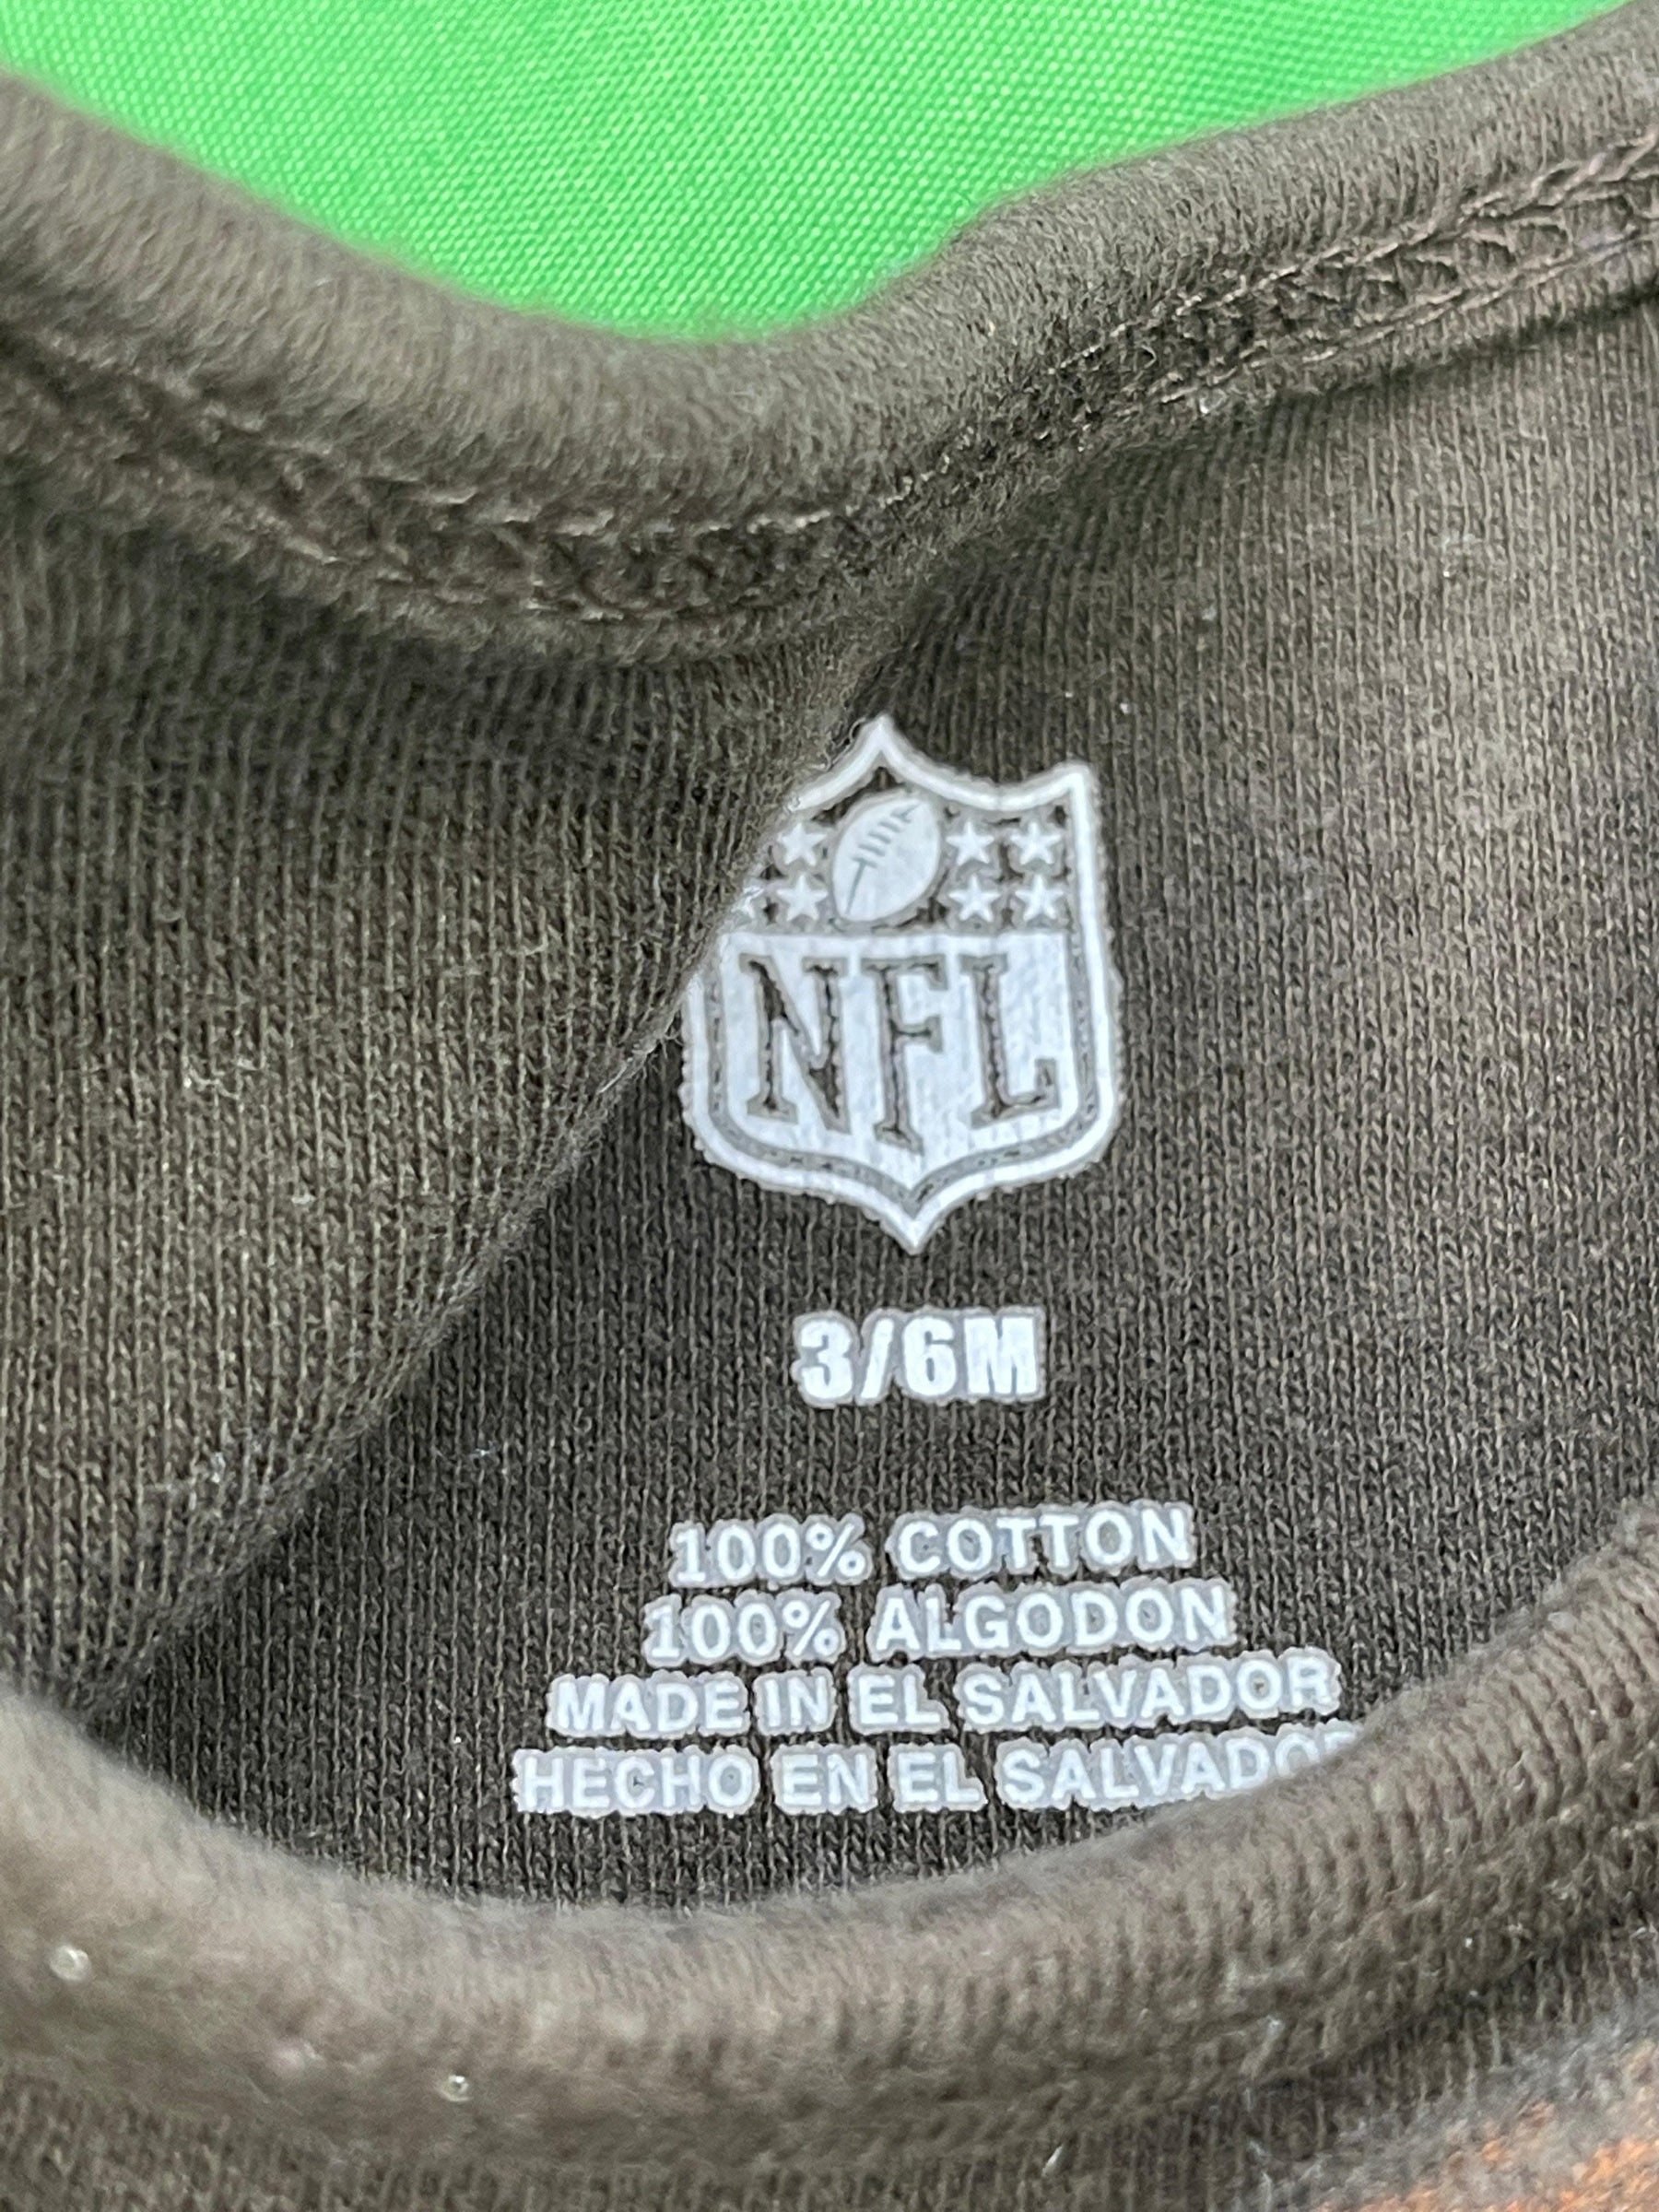 NFL
3/6M
100% COTTON
100% ALGODON
MADE IN EL SALVADOR
HECHO EN EL SALVADOR